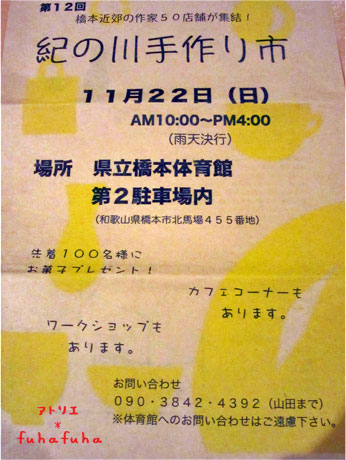 第12回
橋本近郊の作家50店舗が集結！
紀の川手作り市
11月22日（日）
AM10:00～PM4:00
（雨天決行）
場所　県立橋本体育館
第2駐車場内
（和歌山県橋本市北馬場455番地）
先着100名様に
お菓子プレゼント！
カフェコーナーも
あります。
ワークショップも
あります。
お問い合わせ
090-3842-4392（山田まで）
※体育館へのお問い合わせはご遠慮下さい。
アトリエ
*
fuhafuha